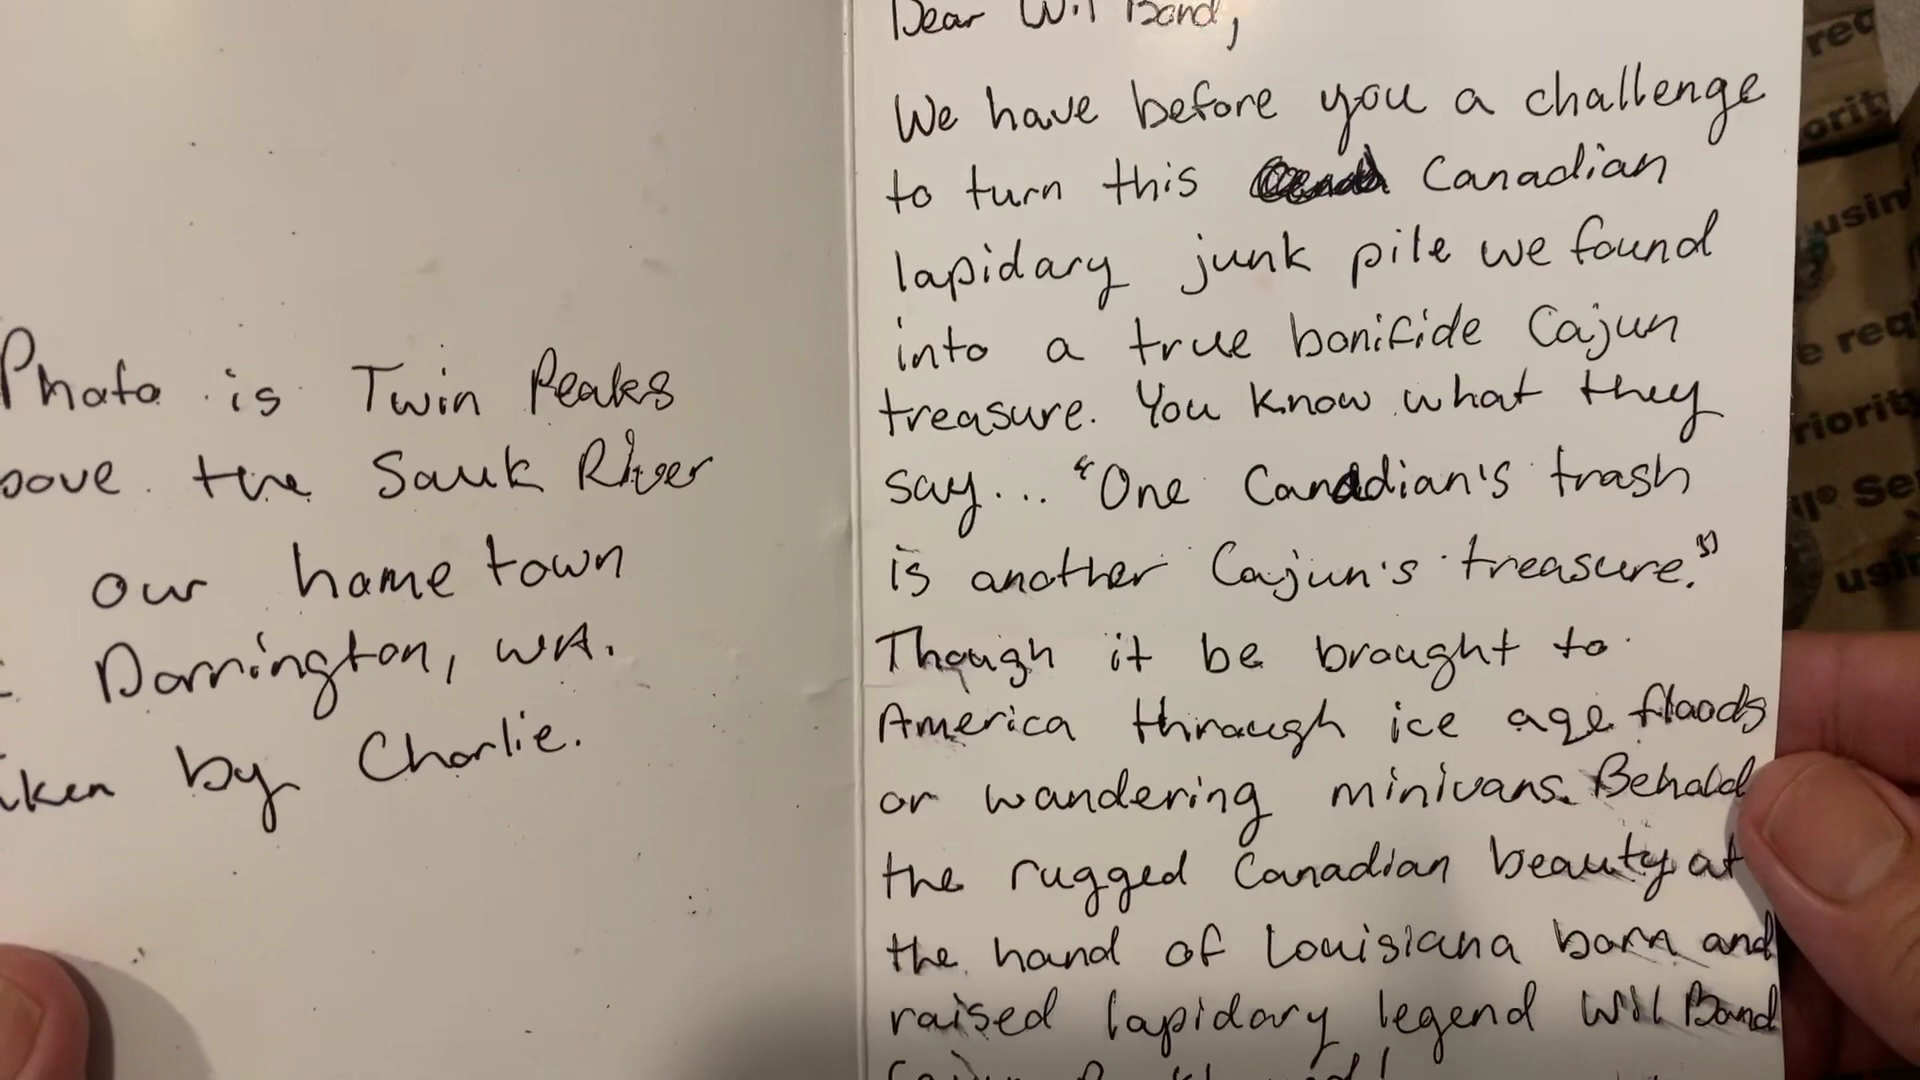 Photo is Twin Peaks
the Sauk River
our home town
Darrington, WA.
by Charlie.
Dear Wil Band,
We have before you a challenge
to turn this Canadian
lapidary junk pile we found
into a true bonifide Cajun
treasure. You know what they
say... "One Canadian's trash
is another Cajun's treasure."
Though it be brought to
America through ice age floods
or wandering minivans. Behold
the rugged Canadian beauty at
the hand of Louisiana born and
raised lapidary legend Wil Band